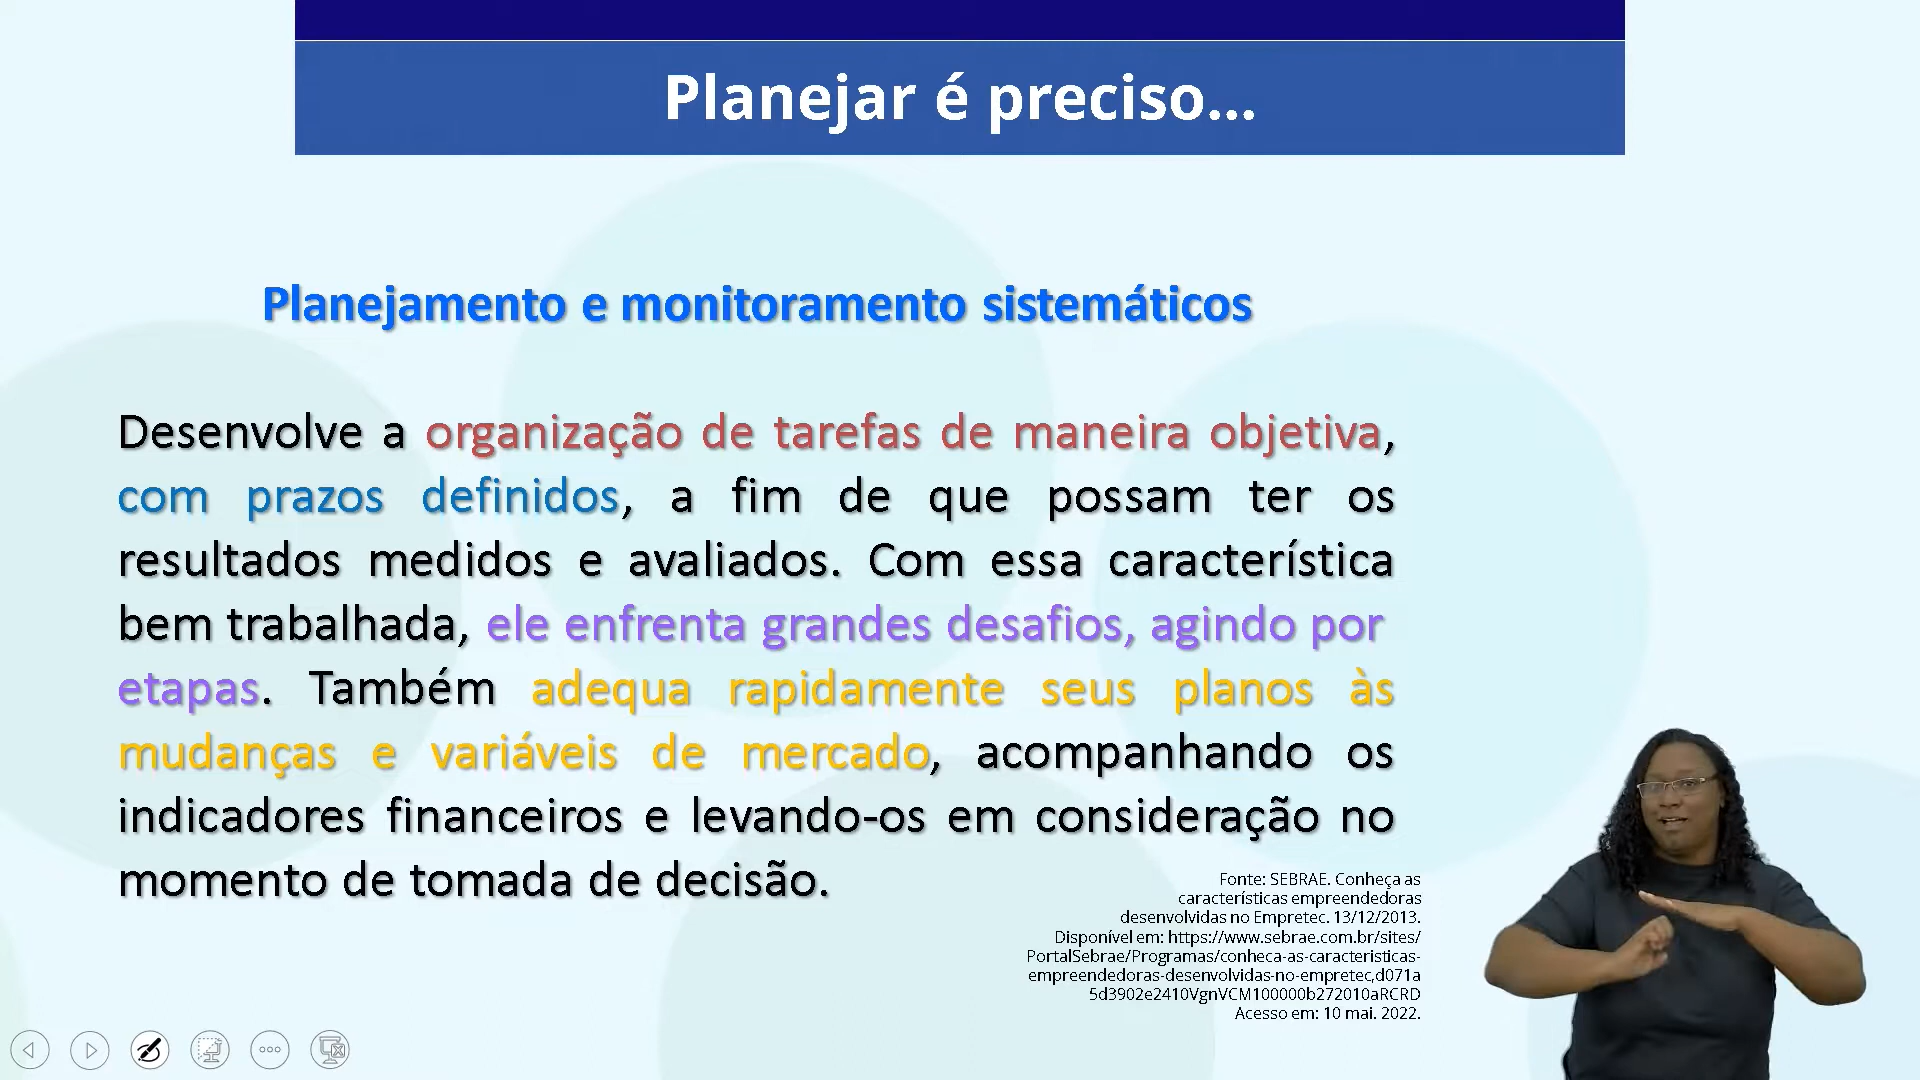 Planejar é preciso...
Planejamento e monitoramento sistemáticos
Desenvolve a organização de tarefas de maneira objetiva,
com prazos definidos, a fim de que possam ter os
resultados medidos e avaliados. Com essa característica
bem trabalhada, ele enfrenta grandes desafios, agindo por
etapas. Também adequa rapidamente seus planos às
mudanças e variáveis de mercado, acompanhando os
indicadores financeiros e levando-os em consideração no
momento de tomada de decisão.
Fonte: SEBRAE. Conheça as
características empreendedoras
desenvolvidas no Empretec. 13/12/2013.
Disponível em: https://www.sebrae.com.br/sites/
PortalSebrae/Programas/conheca-as-caracteristicas-
empreendedoras-desenvolvidas-no-empretec,d071a
5d3902e2410VgnVCM100000b272010aRCRD
Acesso em: 10 mai. 2022.